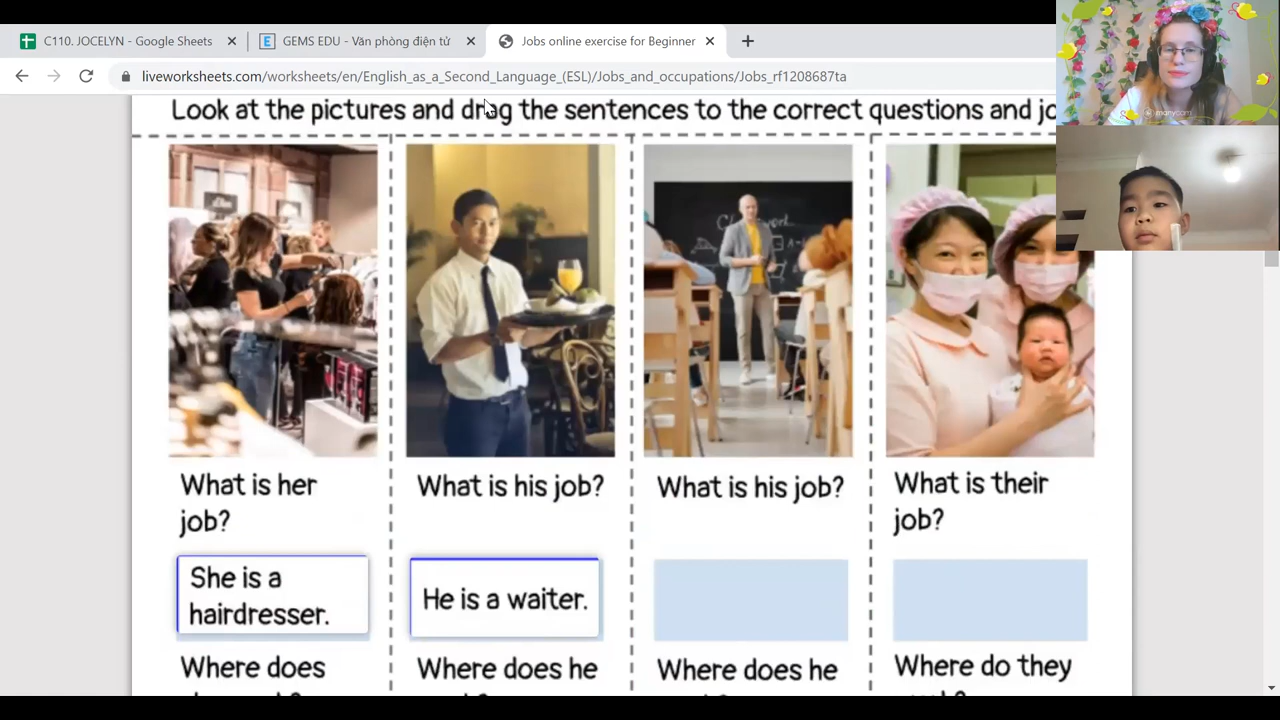 C110. JOCELYN - Google Sheets
GEMS EDU - Văn phòng điện tử
Jobs online exercise for Beginner
liveworksheets.com/worksheets/en/English_as_a_Second_Language_(ESL)/Jobs_and_occupations/Jobs_rf1208687ta
Look at the pictures and drag the sentences to the correct questions and
What is her
job?
She is a
hairdresser.
Where does
What is his job?
He is a waiter.
Where does he
What is his job?
Where does he
What is their
job?
Where do they